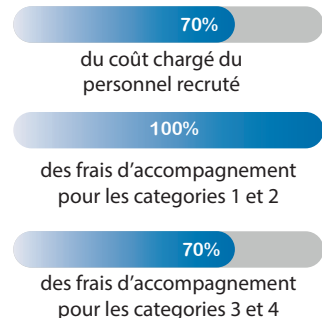 70%
du coût chargé du
personnel recruté
100%
des frais d’accompagnement
pour les categories 1 et 2
70%
des frais d’accompagnement
pour les categories 3 et 4